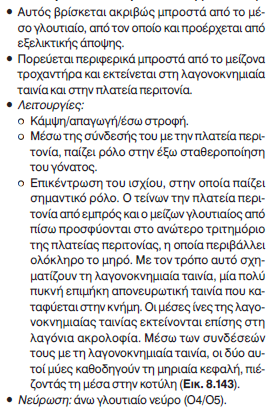 • Αυτός βρίσκεται ακριβώς μπροστά από το μέ-
σο γλουτιαίο, από τον οποίο και προέρχεται από
εξελικτικής άποψης.
• Πορεύεται περιφερικά μπροστά από το μείζονα
τροχαντήρα και εκτείνεται στη λαγονοκνημιαία
ταινία και στην πλατεία περιτονία.
• Λειτουργίες:
○ Κάμψη/απαγωγή/έσω στροφή.
○ Μέσω της σύνδεσής του με την πλατεία περι-
τονία, παίζει ρόλο στην έξω σταθεροποίηση
του γόνατος.
○ Επικέντρωση του ισχίου, στην οποία παίζει
σημαντικό ρόλο. Ο τείνων την πλατεία περι-
τονία από εμπρός και ο μείζων γλουτιαίος από
πίσω προσφύονται στο ανώτερο τριτημόριο
της πλατείας περιτονίας, η οποία περιβάλλει
ολόκληρο το μηρό. Με τον τρόπο αυτό σχη-
ματίζουν τη λαγονοκνημιαία ταινία, μία πολύ
πυκνή επιμήκη απονευρωτική ταινία που κα-
ταφύεται στην κνήμη. Οι μέσες ίνες της λαγο-
νοκνημιαίας ταινίας εκτείνονται επίσης στη
λαγόνια ακρολοφία. Μέσω των συνδέσεών
τους με τη λαγονοκνημιαία ταινία, οι δύο αυ-
τοί μύες καθοδηγούν τη μηριαία κεφαλή, πιέ-
ζοντάς τη μέσα στην κοτύλη (Εικ. 8.143).
• Νεύρωση: άνω γλουτιαίο νεύρο (Ο4/Ο5).